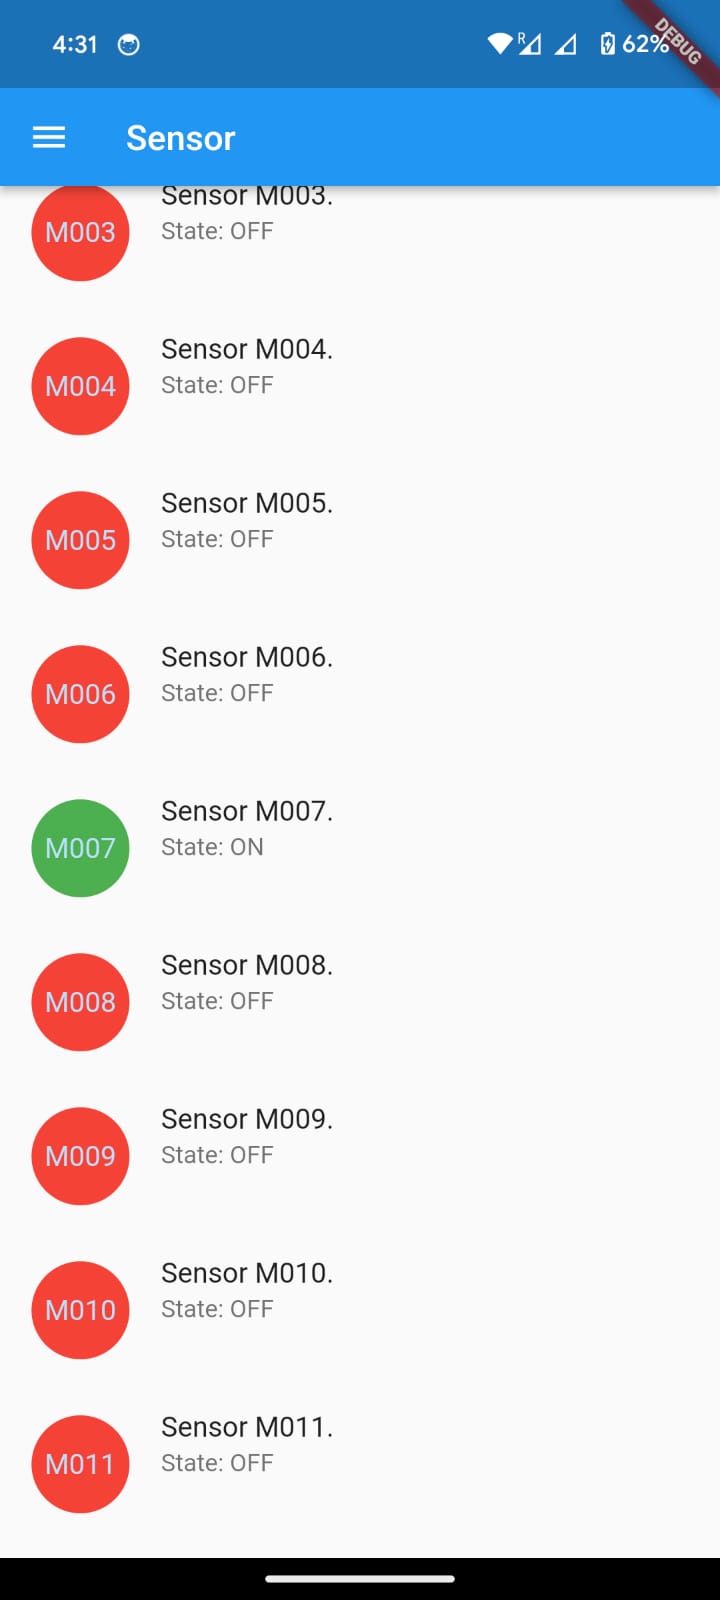 4:31
R
62%
DEBUG
Sensor
Sensor M003.
M003
State: OFF
Sensor M004.
M004
State: OFF
Sensor M005.
M005
State: OFF
Sensor M006.
M006
State: OFF
Sensor M007.
M007
State: ON
Sensor M008.
M008
State: OFF
Sensor M009.
M009
State: OFF
Sensor M010.
M010
State: OFF
Sensor M011.
M011
State: OFF